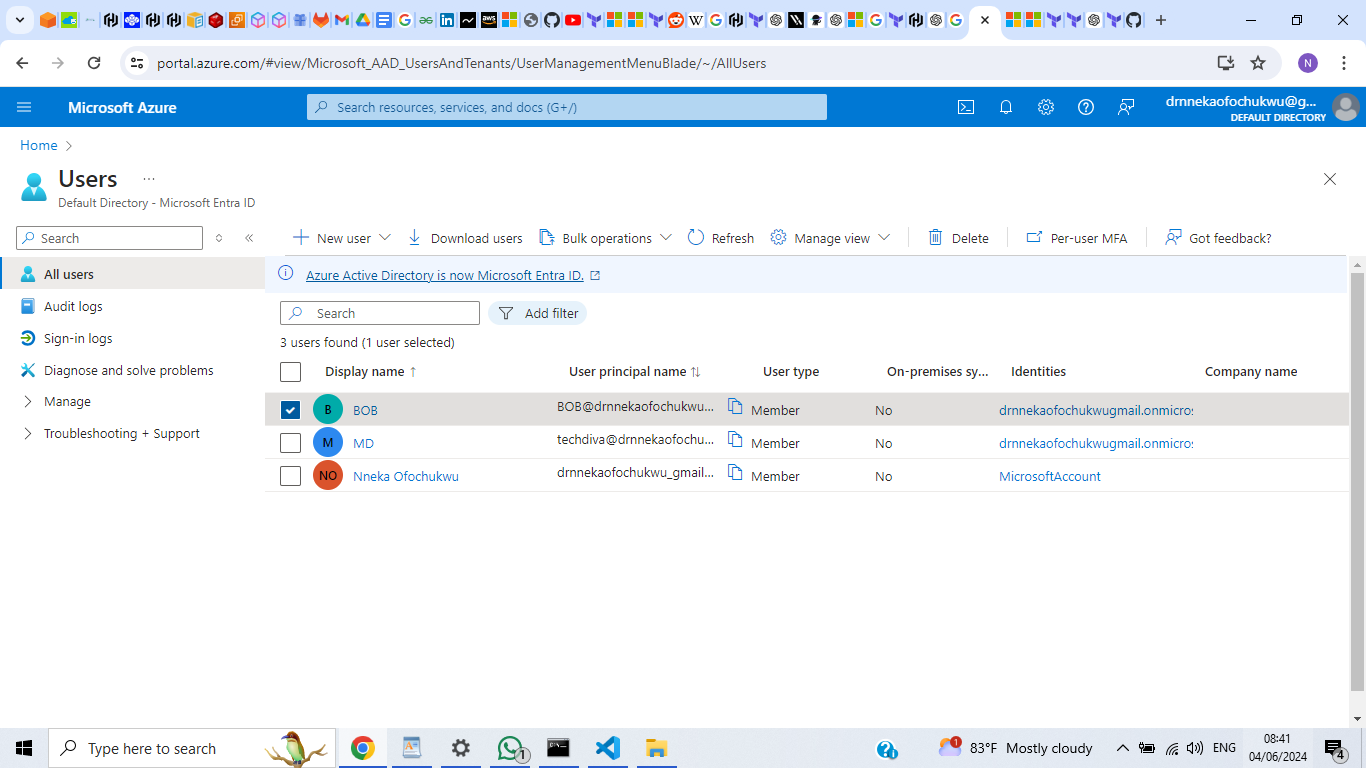 portal.azure.com/#view/Microsoft_AAD_UsersAndTenants/UserManagementMenuBlade/~/AllUsers
N
Microsoft Azure
Search resources, services, and docs (G+/)
drnnekaofochukwu@g...
DEFAULT DIRECTORY
Home
Users
...
Default Directory - Microsoft Entra ID
Search
New user
Download users
Bulk operations
Refresh
Manage view
Delete
Per-user MFA
Got feedback?
All users
Audit logs
Sign-in logs
Diagnose and solve problems
Manage
Troubleshooting + Support
Azure Active Directory is now Microsoft Entra ID.
Search
Add filter
3 users found (1 user selected)
Display name ↑ User principal name ↑↓ User type On-premises sy... Identities Company name
B BOB BOB@drnnekaofochukwu... Member No drnnekaofochukwugmail.onmicros
M MD techdiva@drnnekaofochu... Member No drnnekaofochukwugmail.onmicros
NO Nneka Ofochukwu drnnekaofochukwu_gmail... Member No MicrosoftAccount
Type here to search
1
1
83°F Mostly cloudy
ENG
08:41
04/06/2024
4